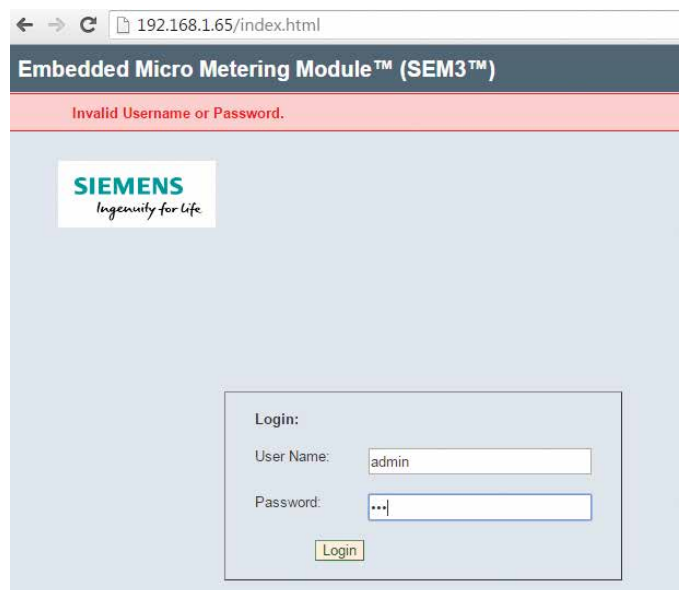 192.168.1.65/index.html
Embedded Micro Metering Module™ (SEM3™)
Invalid Username or Password.
SIEMENS
Ingenuity for life
Login:
User Name: admin
Password: •••
Login